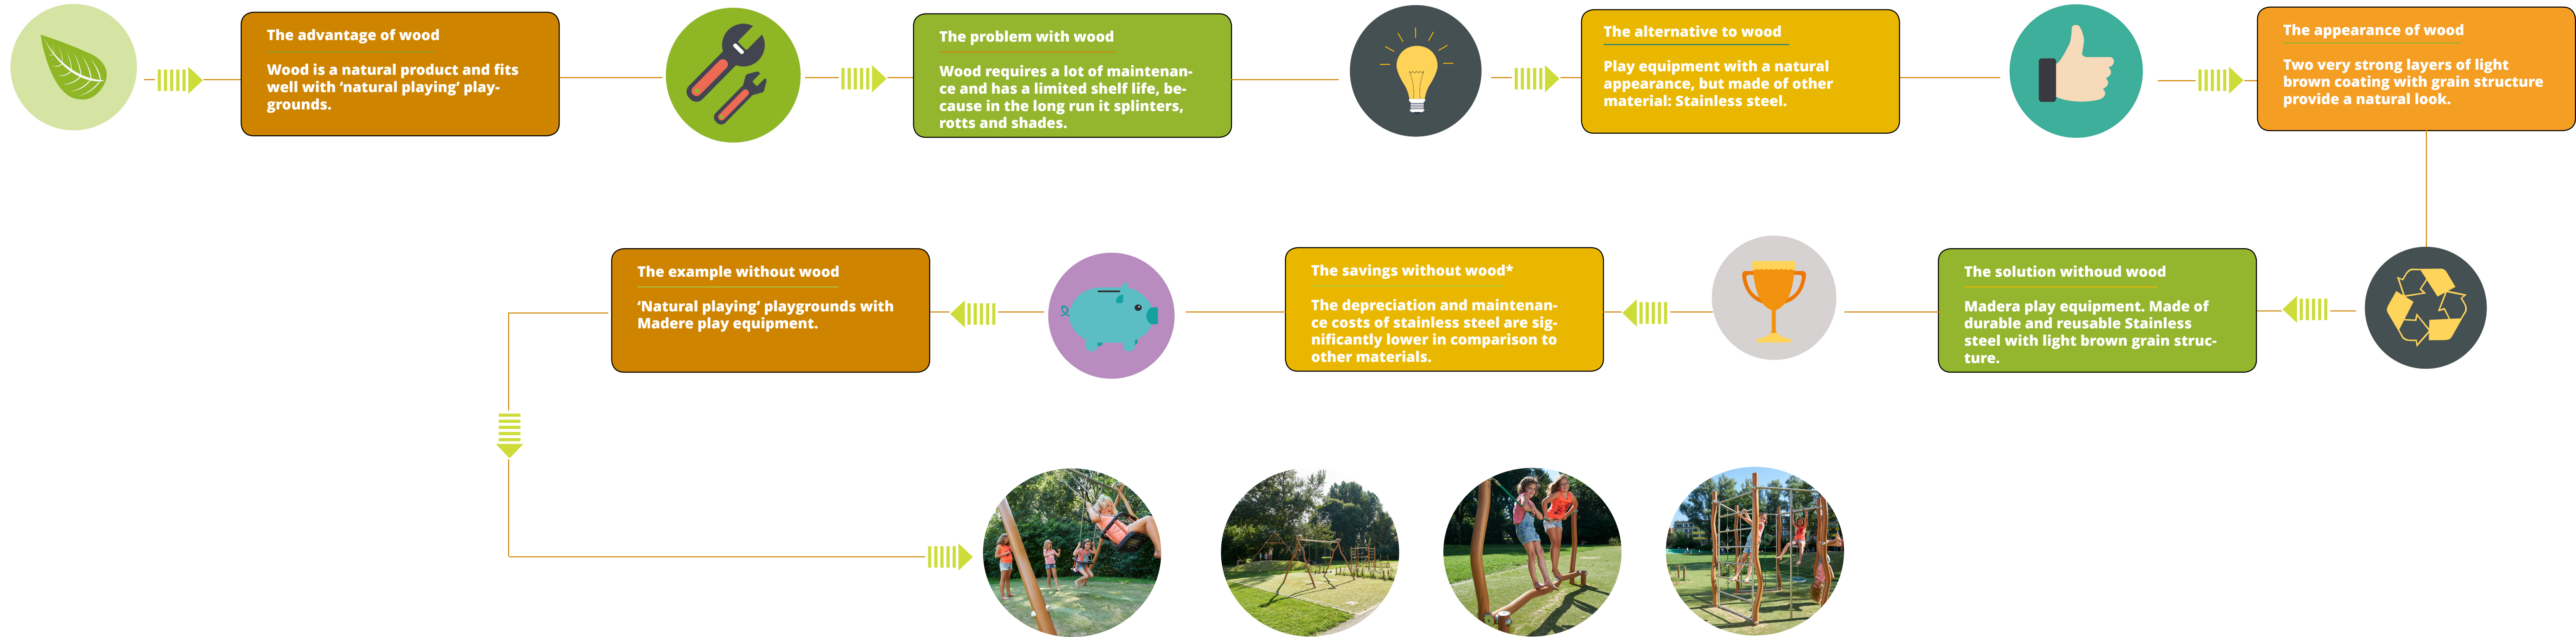 The advantage of wood
Wood is a natural product and fits
well with ‘natural playing’ play-
grounds.
The problem with wood
Wood requires a lot of maintenan-
ce and has a limited shelf life, be-
cause in the long run it splinters,
rotts and shades.
The alternative to wood
Play equipment with a natural
appearance, but made of other
material: Stainless steel.
The appearance of wood
Two very strong layers of light
brown coating with grain structure
provide a natural look.
The solution withoud wood
Madera play equipment. Made of
durable and reusable Stainless
steel with light brown grain struc-
ture.
The savings without wood*
The depreciation and maintenan-
ce costs of stainless steel are sig-
nificantly lower in comparison to
other materials.
The example without wood
‘Natural playing’ playgrounds with
Madere play equipment.